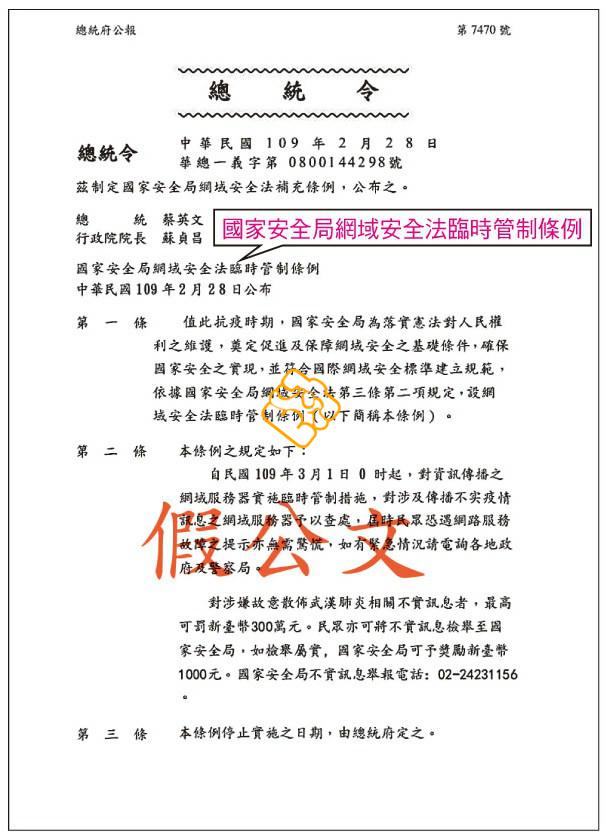 總統府公報 第 7470 號
總統令
總統令 中華民國 109 年 2 月 28 日
華總一義字第 0800144298號
茲制定國家安全局網域安全法補充條例，公布之。
總 統 蔡英文
行政院院長 蘇貞昌
國家安全局網域安全法臨時管制條例
國家安全局網域安全法臨時管制條例
中華民國109年2月28日公布
第一條 值此抗疫時期，國家安全局為落實憲法對人民權
利之維護，奠定促進及保障網域安全之基礎條件，確保
國家安全之實現，並符合國際網域安全標準建立規範，
依據國家安全局網域安全法第三條第二項規定，設網
域安全法臨時管制條例（以下簡稱本條例）。
第二條 本條例之規定如下：
自民國109年3月1日 0 時起，對資訊傳播之
網域服務器實施臨時管制措施，對涉及傳播不实疫情
訊息之網域服務器予以查處，屆時民眾恐遇網路服務
故障之提示亦無需驚慌，如有緊急情況請電詢各地政
府及警察局。
假公文
對涉嫌故意散佈武漢肺炎相關不實訊息者，最高
可罰新臺幣300萬元。民眾亦可將不實訊息檢舉至國
家安全局，如檢舉屬實，國家安全局可予獎勵新臺幣
1000元。國家安全局不實訊息舉報電話：02-24231156
。
第三條 本條例停止實施之日期，由總統府定之。